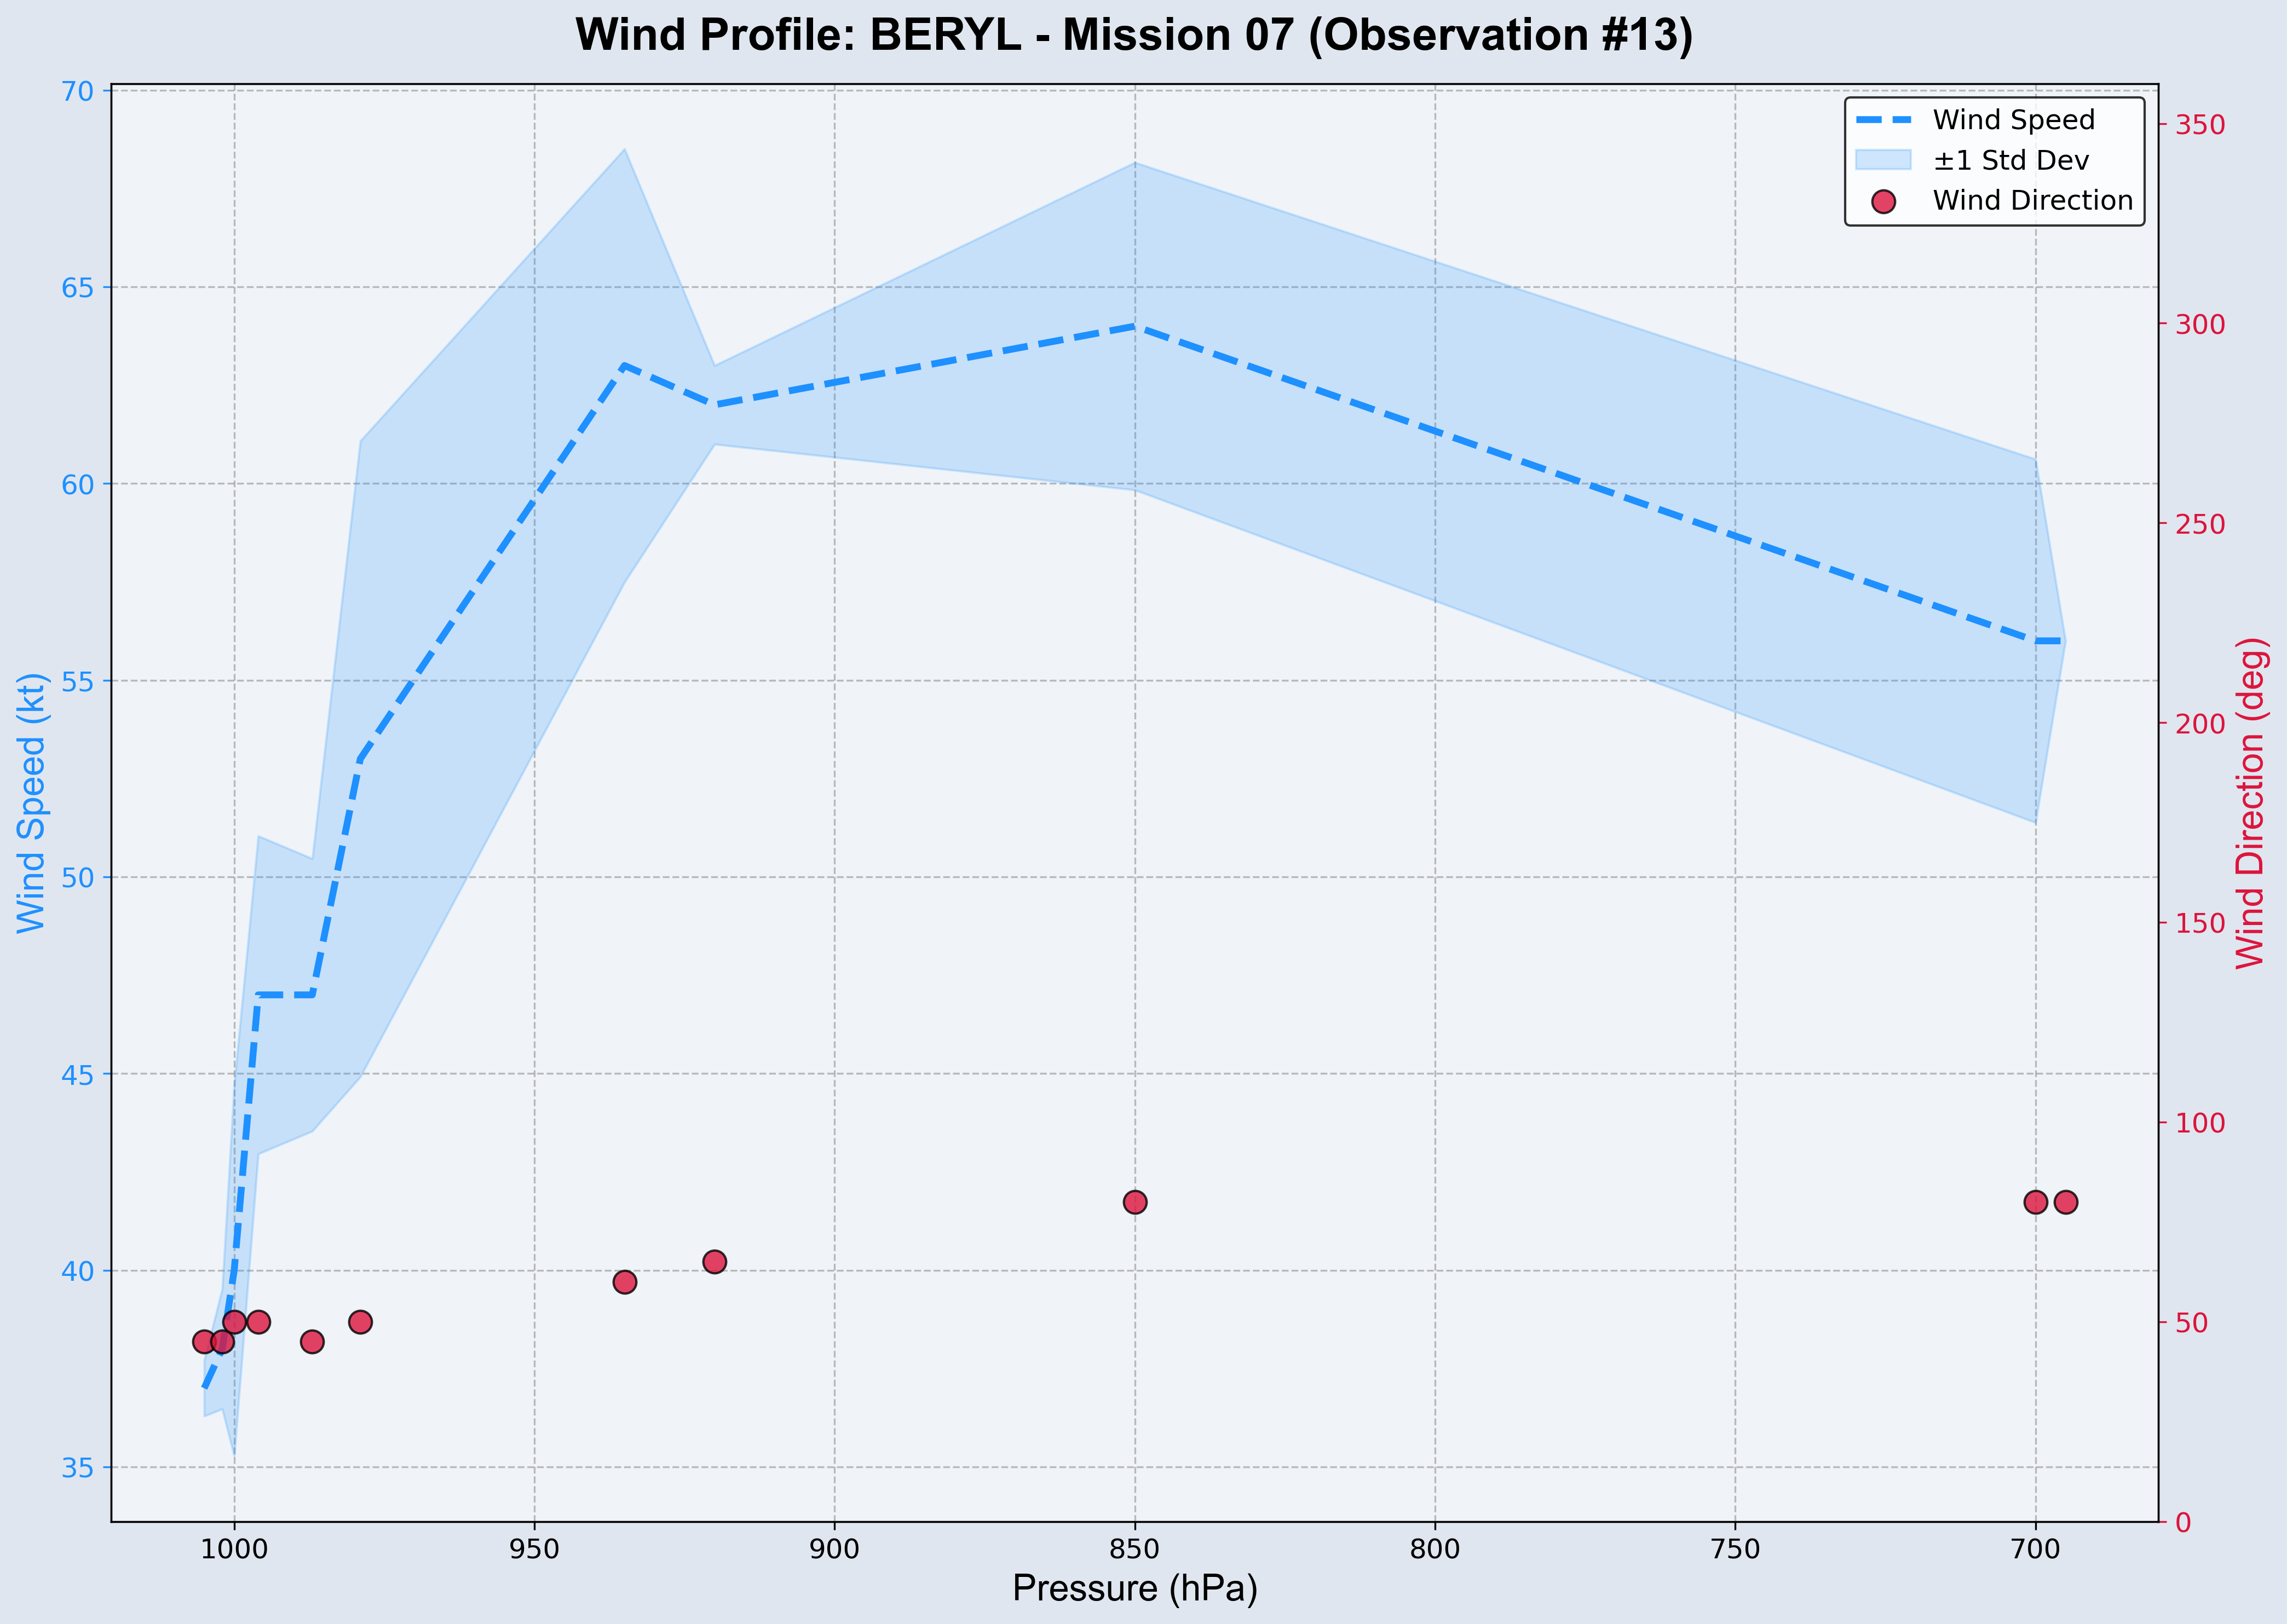 Wind Profile: BERYL - Mission 07 (Observation #13)
Wind Speed
±1 Std Dev
Wind Direction
70
65
60
55
50
45
40
35
Wind Speed (kt)
350
300
250
200
150
100
50
0
Wind Direction (deg)
1000 950 900 850 800 750 700
Pressure (hPa)